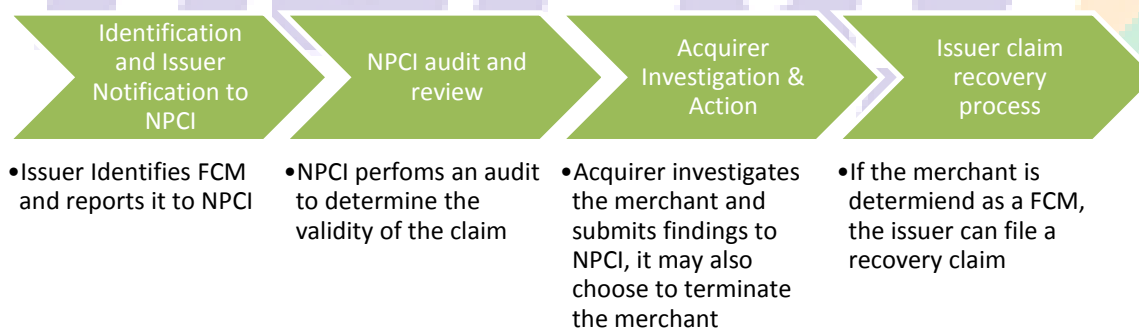 Identification
and Issuer
Notification to
NPCI
NPCI audit and
review
Acquirer
Investigation &
Action
Issuer claim
recovery
process
•Issuer Identifies FCM
and reports it to NPCI
•NPCI perfoms an audit
to determine the
validity of the claim
•Acquirer investigates
the merchant and
submits findings to
NPCI, it may also
choose to terminate
the merchant
•If the merchant is
determiend as a FCM,
the issuer can file a
recovery claim